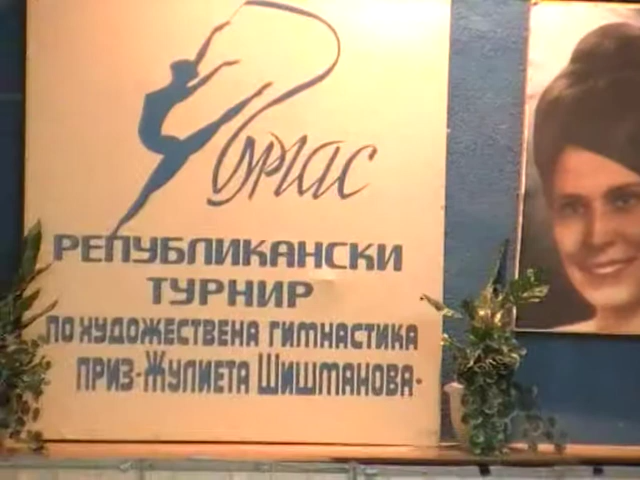 Бургас
РЕПУБЛИКАНСКИ
ТУРНИР
ПО ХУДОЖЕСТВЕНА ГИМНАСТИКА
ПРИЗ-ЖУЛИЕТА ШИШМАНОВА-